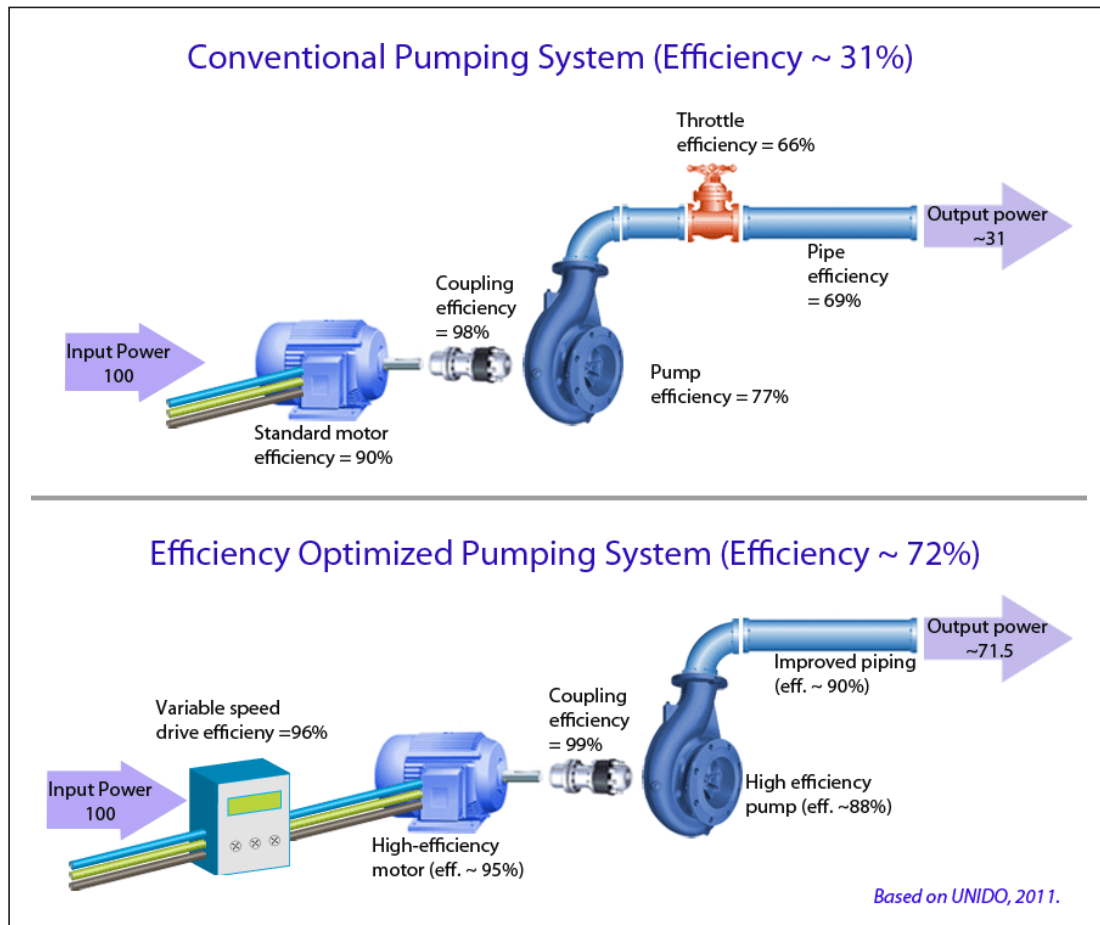 Conventional Pumping System (Efficiency ~ 31%)
Throttle
efficiency = 66%
Output power
~31
Pipe
efficiency
= 69%
Coupling
efficiency
= 98%
Input Power
100
Pump
efficiency = 77%
Standard motor
efficiency = 90%
Efficiency Optimized Pumping System (Efficiency ~ 72%)
Output power
~71.5
Improved piping
(eff. ~ 90%)
Coupling
efficiency
= 99%
Variable speed
drive efficieny =96%
Input Power
100
High efficiency
pump (eff. ~88%)
High-efficiency
motor (eff. ~ 95%)
Based on UNIDO, 2011.